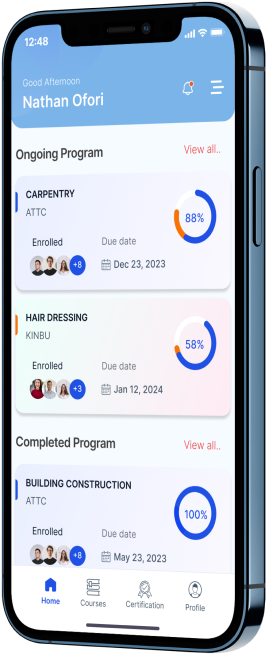 12:48
Good Afternoon
Nathan Ofori
Ongoing Program
View all..
CARPENTRY
ATTC
88%
Enrolled
Due date
+8
Dec 23, 2023
HAIR DRESSING
KINBU
58%
Enrolled
Due date
+3
Jan 12, 2024
Completed Program
View all..
BUILDING CONSTRUCTION
ATTC
100%
Enrolled
Due date
+8
May 23, 2023
Home
Courses
Certification
Profile